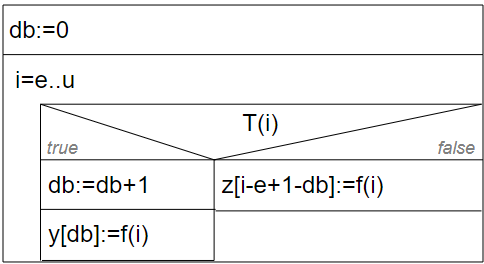 db:=0
i=e..u
T(i)
true
false
db:=db+1
z[i-e+1-db]:=f(i)
y[db]:=f(i)